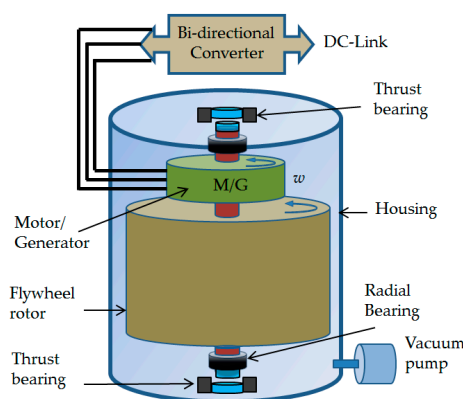 Bi-directional
Converter
DC-Link
Thrust
bearing
M/G
w
Motor/
Generator
Housing
Flywheel
rotor
Radial
Bearing
Thrust
bearing
Vacuum
pump